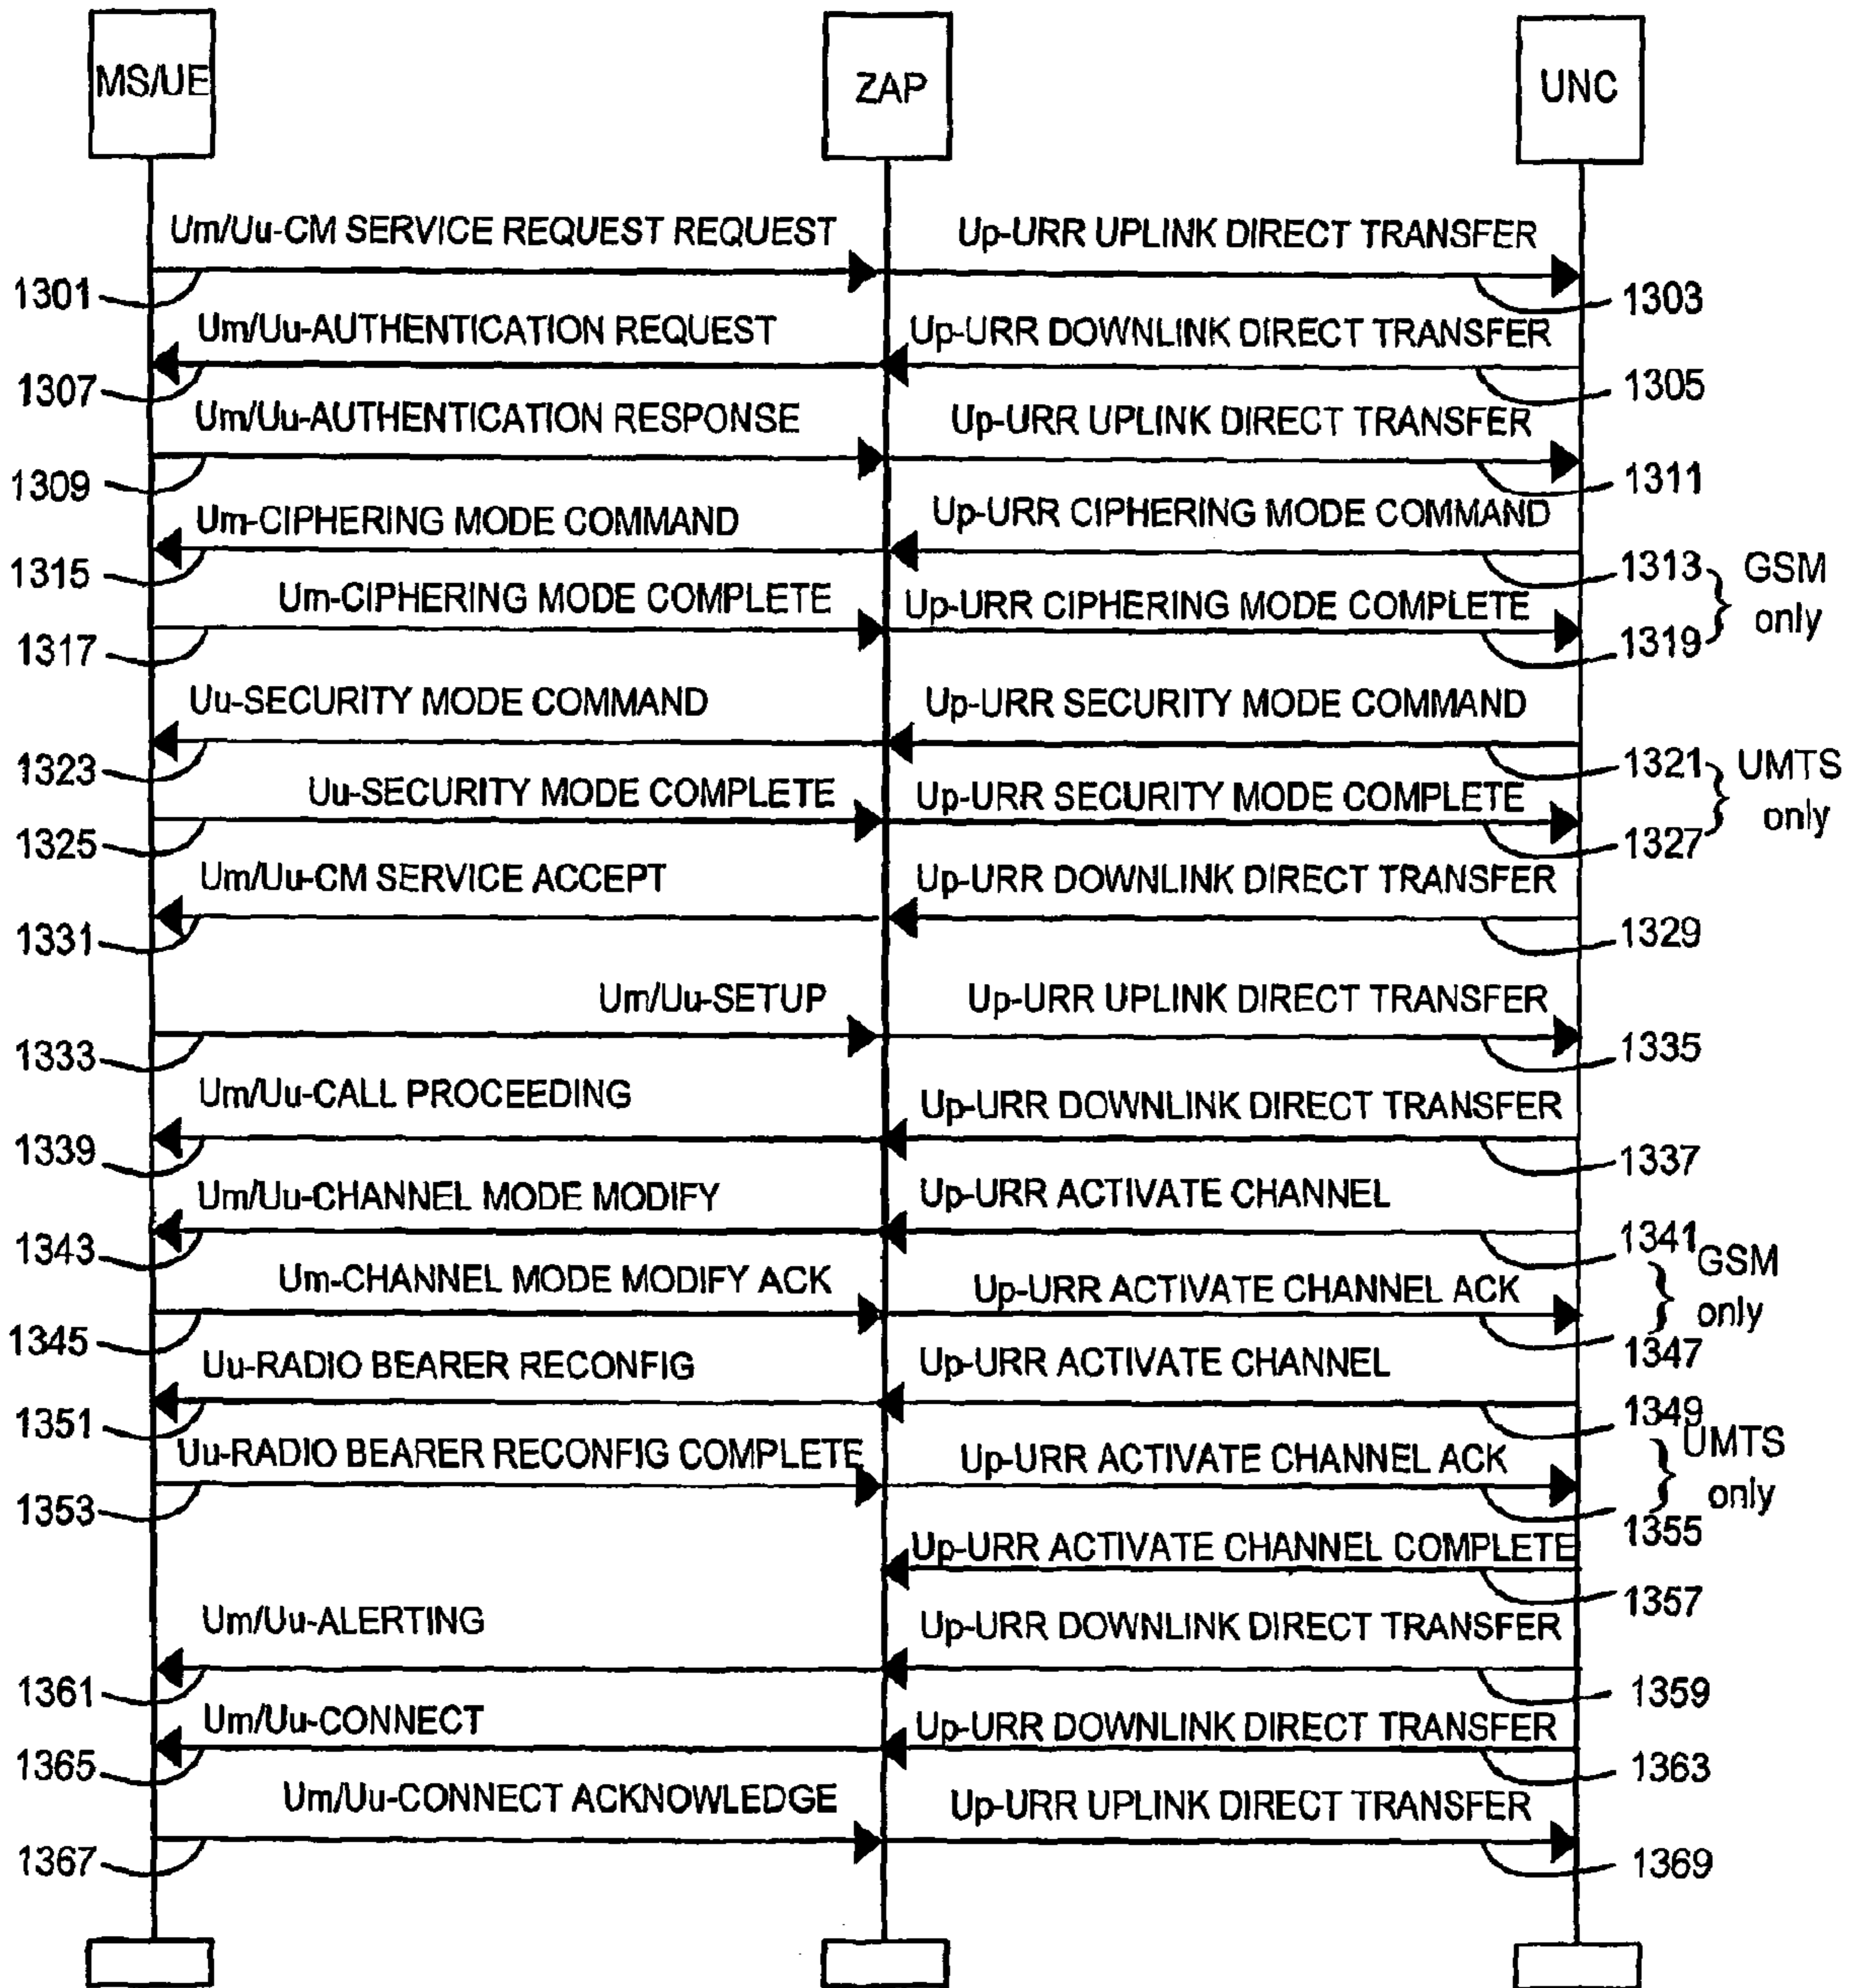 MS/UE
ZAP
UNC
Um/Uu-CM SERVICE REQUEST REQUEST
Up-URR UPLINK DIRECT TRANSFER
1301
1303
Um/Uu-AUTHENTICATION REQUEST
Up-URR DOWNLINK DIRECT TRANSFER
1307
1305
Um/Uu-AUTHENTICATION RESPONSE
Up-URR UPLINK DIRECT TRANSFER
1309
1311
Um-CIPHERING MODE COMMAND
Up-URR CIPHERING MODE COMMAND
1315
1313
GSM
only
Um-CIPHERING MODE COMPLETE
Up-URR CIPHERING MODE COMPLETE
1317
1319
Uu-SECURITY MODE COMMAND
Up-URR SECURITY MODE COMMAND
1323
1321
UMTS
only
Uu-SECURITY MODE COMPLETE
Up-URR SECURITY MODE COMPLETE
1325
1327
Um/Uu-CM SERVICE ACCEPT
Up-URR DOWNLINK DIRECT TRANSFER
1331
1329
Um/Uu-SETUP
Up-URR UPLINK DIRECT TRANSFER
1333
1335
Um/Uu-CALL PROCEEDING
Up-URR DOWNLINK DIRECT TRANSFER
1339
1337
Um/Uu-CHANNEL MODE MODIFY
Up-URR ACTIVATE CHANNEL
1343
1341
GSM
only
Um-CHANNEL MODE MODIFY ACK
Up-URR ACTIVATE CHANNEL ACK
1345
1347
Uu-RADIO BEARER RECONFIG
Up-URR ACTIVATE CHANNEL
1351
1349
UMTS
only
Uu-RADIO BEARER RECONFIG COMPLETE
Up-URR ACTIVATE CHANNEL ACK
1353
1355
Up-URR ACTIVATE CHANNEL COMPLETE
1357
Um/Uu-ALERTING
Up-URR DOWNLINK DIRECT TRANSFER
1361
1359
Um/Uu-CONNECT
Up-URR DOWNLINK DIRECT TRANSFER
1365
1363
Um/Uu-CONNECT ACKNOWLEDGE
Up-URR UPLINK DIRECT TRANSFER
1367
1369